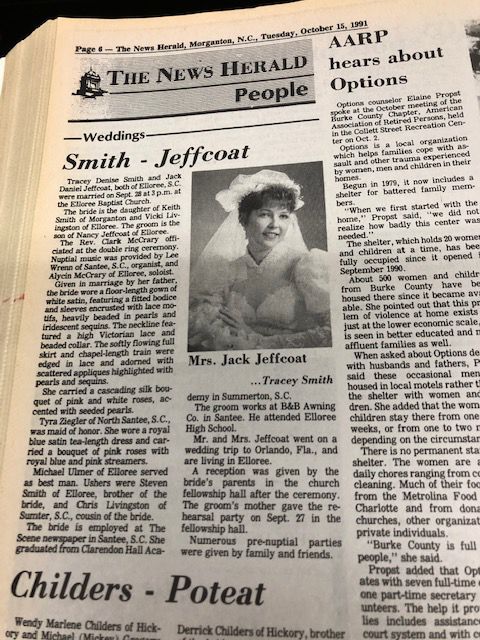 Page 6 — The News Herald, Morganton, N.C., Tuesday, October 15, 1991
THE NEWS HERALD
People
Weddings
Smith - Jeffcoat
Tracey Denise Smith and Jack
Daniel Jeffcoat, both of Elloree, S.C.
were married on Sept. 28 at 3 p.m. at
the Elloree Baptist Church.
The bride is the daughter of Keith
Smith of Morganton and Vicki Liv-
ingston of Elloree. The groom is the
son of Nancy Jeffcoat of Elloree.
The Rev. Clark McCrary offi-
ciated at the double ring ceremony.
Nuptial music was provided by Lee
Wrenn of Santee, S.C., organist, and
Alycin McCrary of Elloree, soloist.
Given in marriage by her father,
the bride wore a floor-length gown of
white satin, featuring a fitted bodice
and sleeves encrusted with lace mo-
tifs, heavily beaded in pearls and
iridescent sequins. The neckline fea-
tured a high Victorian lace and
beaded collar. The softly flowing full
skirt and chapel-length train were
edged in lace and adorned with
scattered appliques highlighted with
pearls and sequins.
She carried a cascading silk bou-
quet of pink and white roses, ac-
cented with seeded pearls.
Tyra Ziegler of North Santee, S.C.,
was maid of honor. She wore a royal
blue satin tea-length dress and car-
ried a bouquet of pink roses with
royal blue and pink streamers.
Michael Ulmer of Elloree served
as best man. Ushers were Steven
Smith of Elloree, brother of the
bride, and Chris Livingston of
Sumter, S.C., cousin of the bride.
The bride is employed at The
Scene newspaper in Santee, S.C. She
graduated from Clarendon Hall Aca-
Mrs. Jack Jeffcoat
...Tracey Smith
demy in Summerton, S.C.
The groom works at B&B Awning
Co. in Santee. He attended Elloree
High School.
Mr. and Mrs. Jeffcoat went on a
wedding trip to Orlando, Fla., and
are living in Elloree.
A reception was given by the
bride's parents in the church
fellowship hall after the ceremony.
The groom's mother gave the re-
hearsal party on Sept. 27 in the
fellowship hall.
Numerous pre-nuptial parties
were given by family and friends.
Childers - Poteat
Wendy Marlene Childers of Hick-
ory and Michael (Mickey)
Derrick Childers of Hickory, brother
AARP
hears about
Options
Options counselor Elaine Propst
spoke at the October meeting of the
Burke County Chapter, American
Association of Retired Persons, held
in the Collett Street Recreation Cen-
ter on Oct. 2.
Options is a local organization
which helps families cope with as-
sault and other trauma experienced
by women, men and children in their
homes.
Begun in 1979, it now includes a
shelter for battered family mem-
bers.
"When we first started with the
home," Propst said, "we did not
realize how badly this center was
needed."
The shelter, which holds 20 women
and children at a time, has been
fully occupied since it opened i
September 1990.
About 500 women and childr
from Burke County have be
housed there since it became avai
able. She pointed out that this pr
lem of violence at home exists
just at the lower economic scale,
is seen in better educated and m
affluent families as well.
When asked about Options de
with husbands and fathers, P
said these occasional men
housed in local motels rather th
the shelter with women and
dren. She added that the wom
children stay there from one
weeks, or from one to two r
depending on the circumstan
There is no permanent sta
shelter. The women are a
daily chores ranging from co
cleaning. Much of their foo
from the Metrolina Food
Charlotte and from dona
churches, other organizat
private individuals.
"Burke County is full
people," she said.
Propst added that Opt
ates with seven full-time
one part-time secretary
unteers. The help it pro
lies includes assistanc
court system and with c